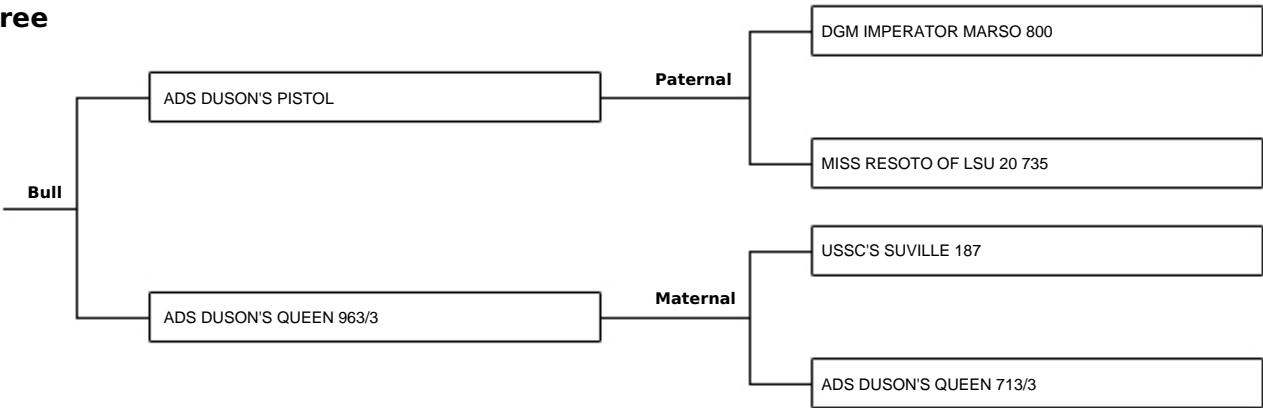 ree
DGM IMPERATOR MARSO 800
Paternal
ADS DUSON'S PISTOL
MISS RESOTO OF LSU 20 735
Bull
USSC'S SUVILLE 187
Maternal
ADS DUSON'S QUEEN 963/3
ADS DUSON'S QUEEN 713/3